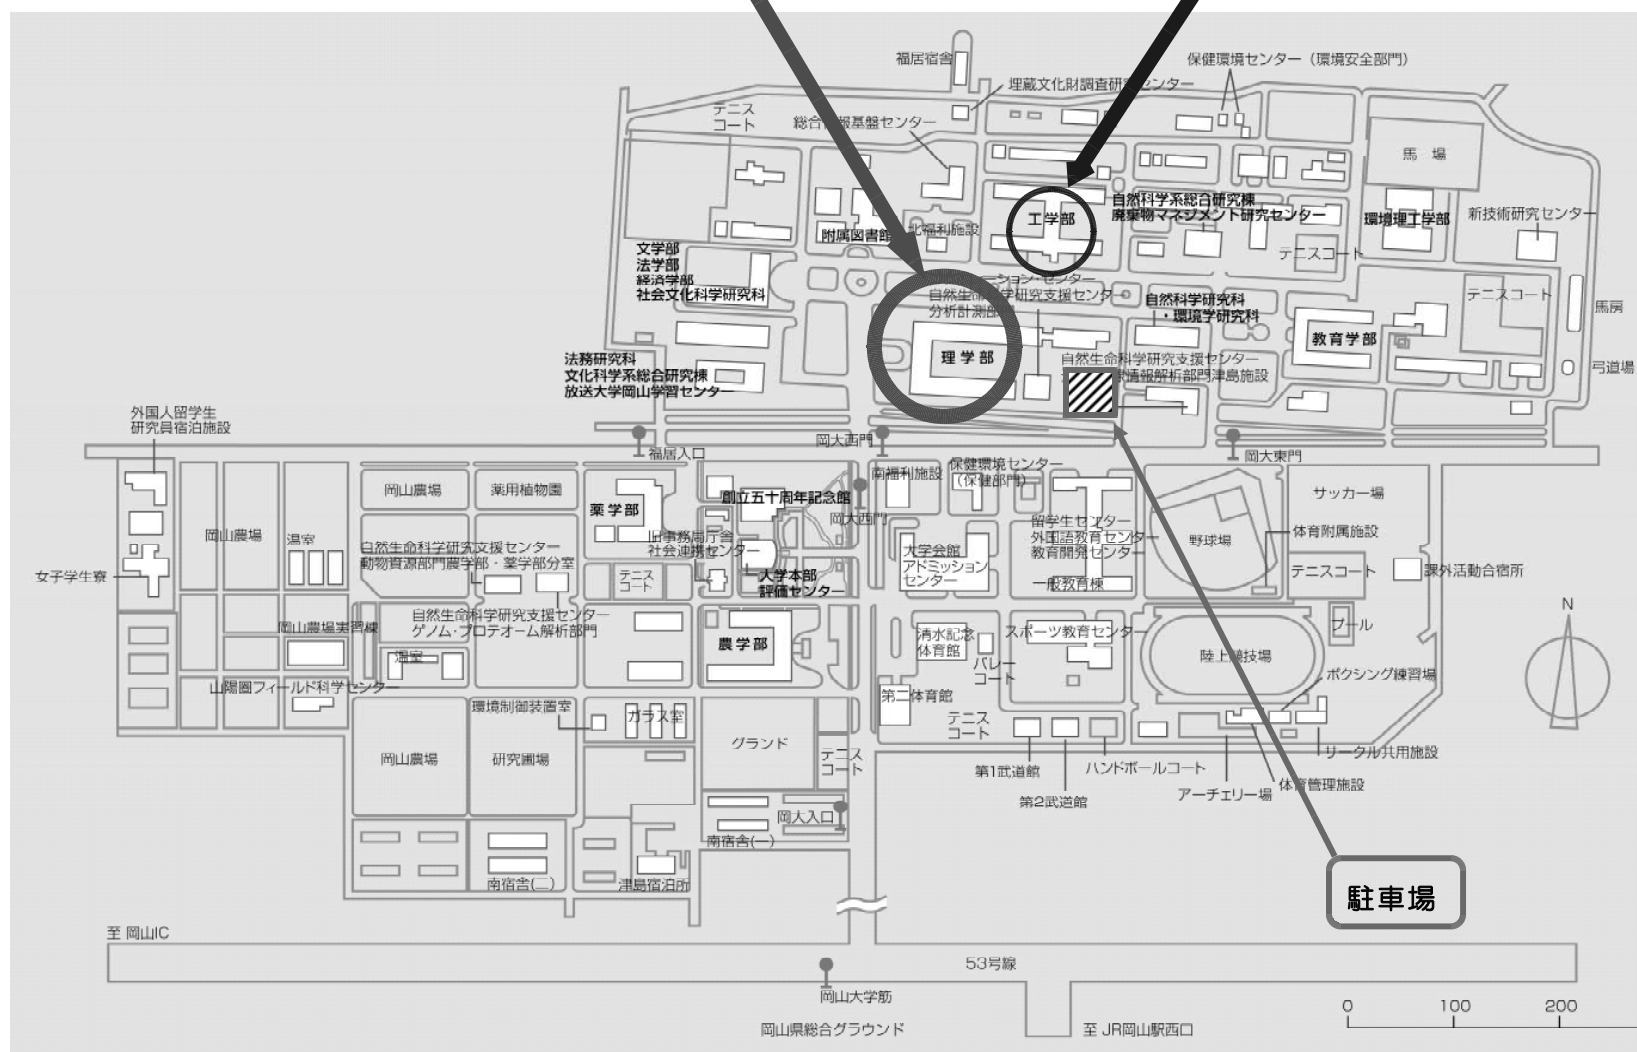 福居宿舎
保健環境センター（環境安全部門）
埋蔵文化財調査研究センター
テニス
コート
総合情報基盤センター
馬　場
自然科学系総合研究棟
廃棄物マネジメント研究センター
工学部
環境理工学部
新技術研究センター
附属図書館
北福利施設
テニスコート
文学部
法学部
経済学部
社会文化科学研究科
ーション・センター
自然生命科学研究支援センター
分析計測部
自然科学研究科
・環境学研究科
テニスコート
馬房
教育学部
理学部
法務研究科
文化科学系総合研究棟
放送大学岡山学習センター
自然生命科学研究支援センター
情報解析部門津島施設
弓道場
外国人留学生
研究員宿泊施設
福居入口
岡大西門
岡大東門
岡山農場
薬用植物園
薬学部
創立五十周年記念館
南福利施設
保健環境センター
（保健部門）
サッカー場
岡大西門
岡山農場
温室
自然生命科学研究支援センター
動物資源部門農学部・薬学部分室
旧事務局庁舎
社会連携センター
大学会館
アドミッション
センター
留学生センター
外国語教育センター
教育開発センター
野球場
体育附属施設
女子学生寮
テニス
コート
大学本部
評価センター
一般教育棟
テニスコート
課外活動合宿所
自然生命科学研究支援センター
ゲノム・プロテオーム解析部門
岡山農場実習棟
温室
農学部
清水記念
体育館
スポーツ教育センター
バレー
コート
プール
陸上競技場
N
山陽圏フィールド科学センター
ボクシング練習場
第二体育館
環境制御装置室
ガラス室
テニス
コート
岡山農場
研究圃場
グランド
テニス
コート
サークル共用施設
第1武道館
ハンドボールコート
体育管理施設
第2武道館
アーチェリー場
岡大入口
南宿舎(一)
南宿舎(二)
津島宿泊所
駐車場
至 岡山IC
53号線
岡山大学筋
岡山県総合グラウンド
至 JR岡山駅西口
0 100 200